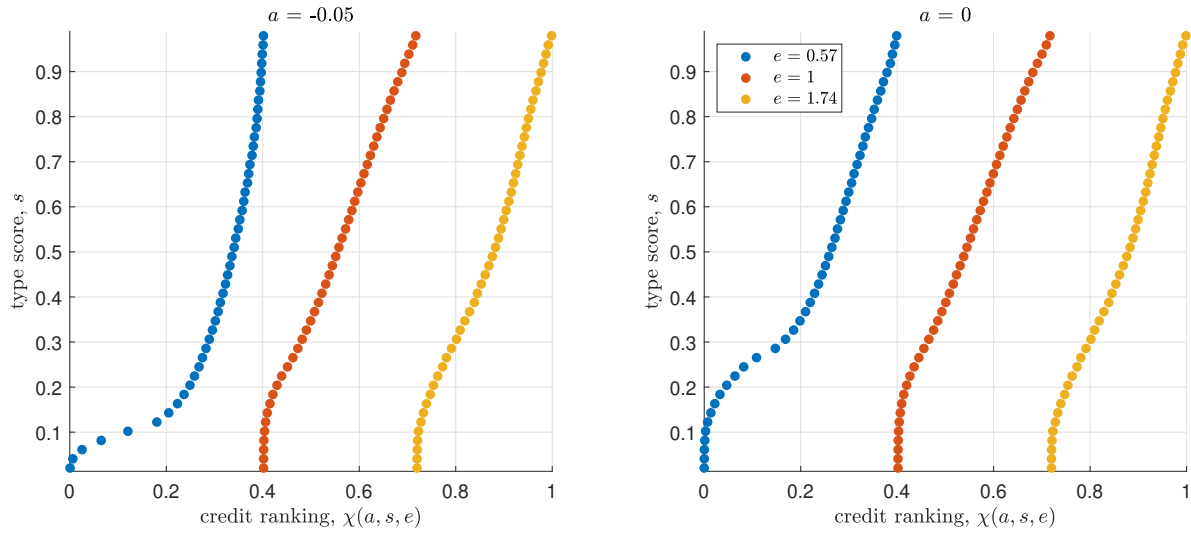 a = -0.05
0.9
0.8
0.7
0.6
0.5
0.4
0.3
0.2
0.1
type score, s
0 0.2 0.4 0.6 0.8 1
credit ranking, χ(a, s, e)
a = 0
e = 0.57
e = 1
e = 1.74
0.9
0.8
0.7
0.6
0.5
0.4
0.3
0.2
0.1
type score, s
0 0.2 0.4 0.6 0.8 1
credit ranking, χ(a, s, e)